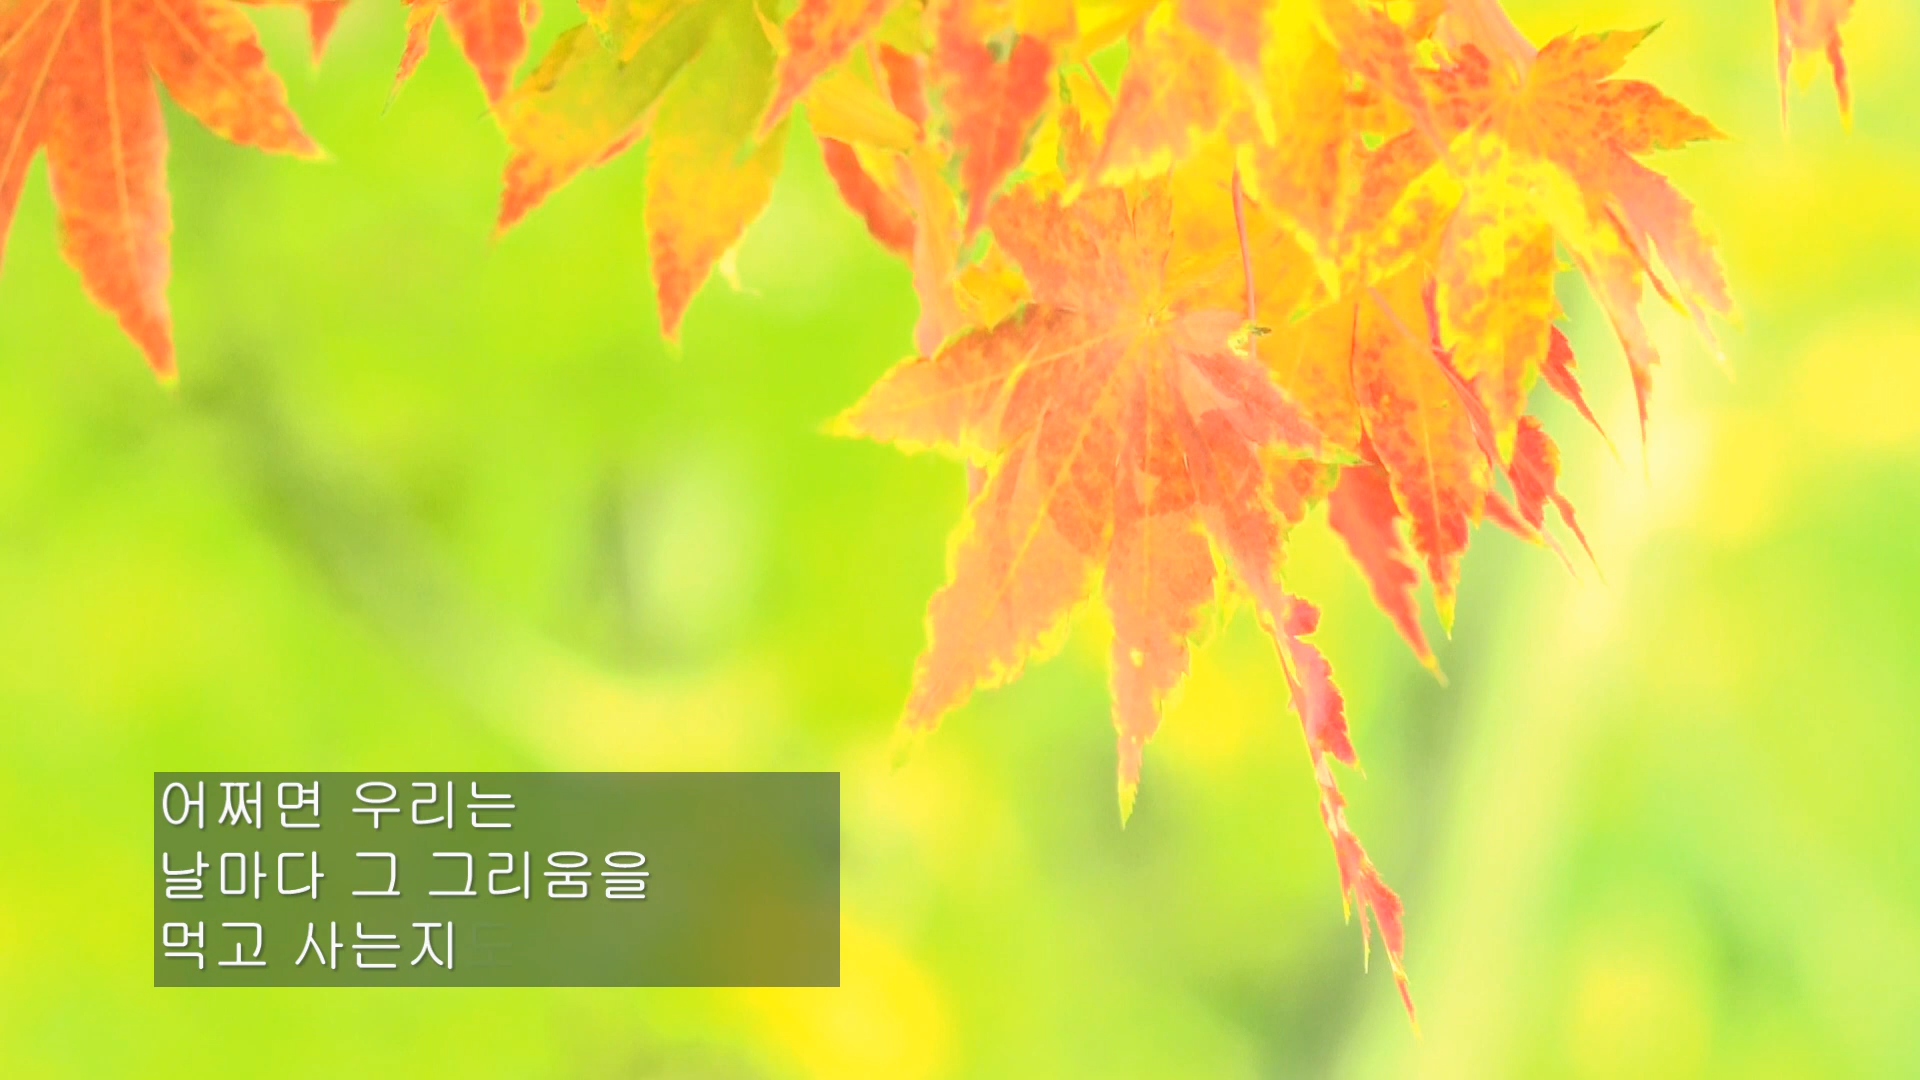 어쩌면 우리는
날마다 그 그리움을
먹고 사는지도